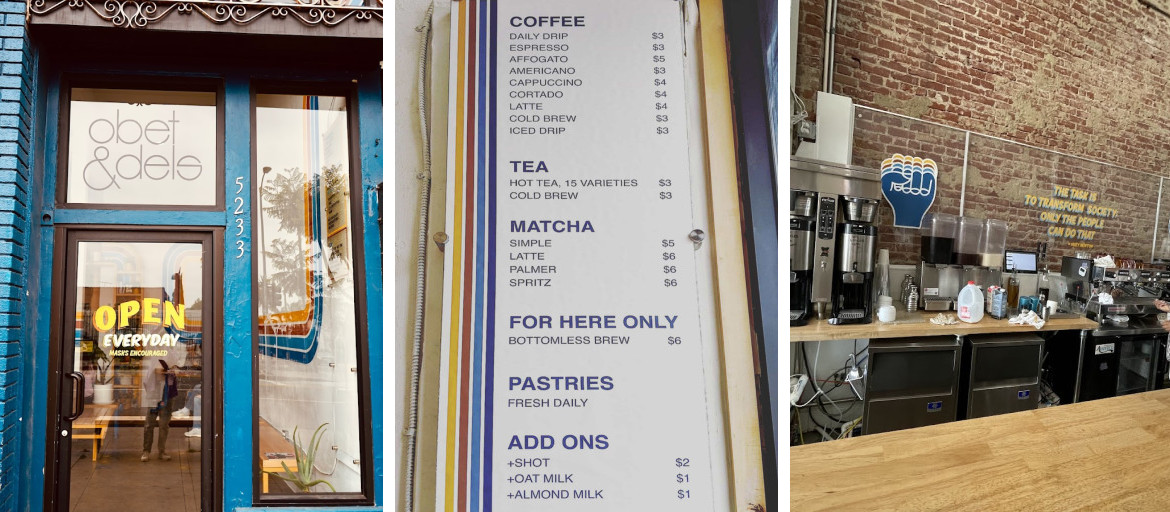 obet
&dels
5233
OPEN
EVERYDAY
MASKS ENCOURAGED
COFFEE
DAILY DRIP $3
ESPRESSO $3
AFFOGATO $5
AMERICANO $3
CAPPUCCINO $4
CORTADO $4
LATTE $4
COLD BREW $3
ICED DRIP $3
TEA
HOT TEA, 15 VARIETIES $3
COLD BREW $3
MATCHA
SIMPLE $5
LATTE $6
PALMER $6
SPRITZ $6
FOR HERE ONLY
BOTTOMLESS BREW $6
PASTRIES
FRESH DAILY
ADD ONS
+SHOT $2
+OAT MILK $1
+ALMOND MILK $1
THE TASK IS
TO TRANSFORM SOCIETY;
ONLY THE PEOPLE
CAN DO THAT